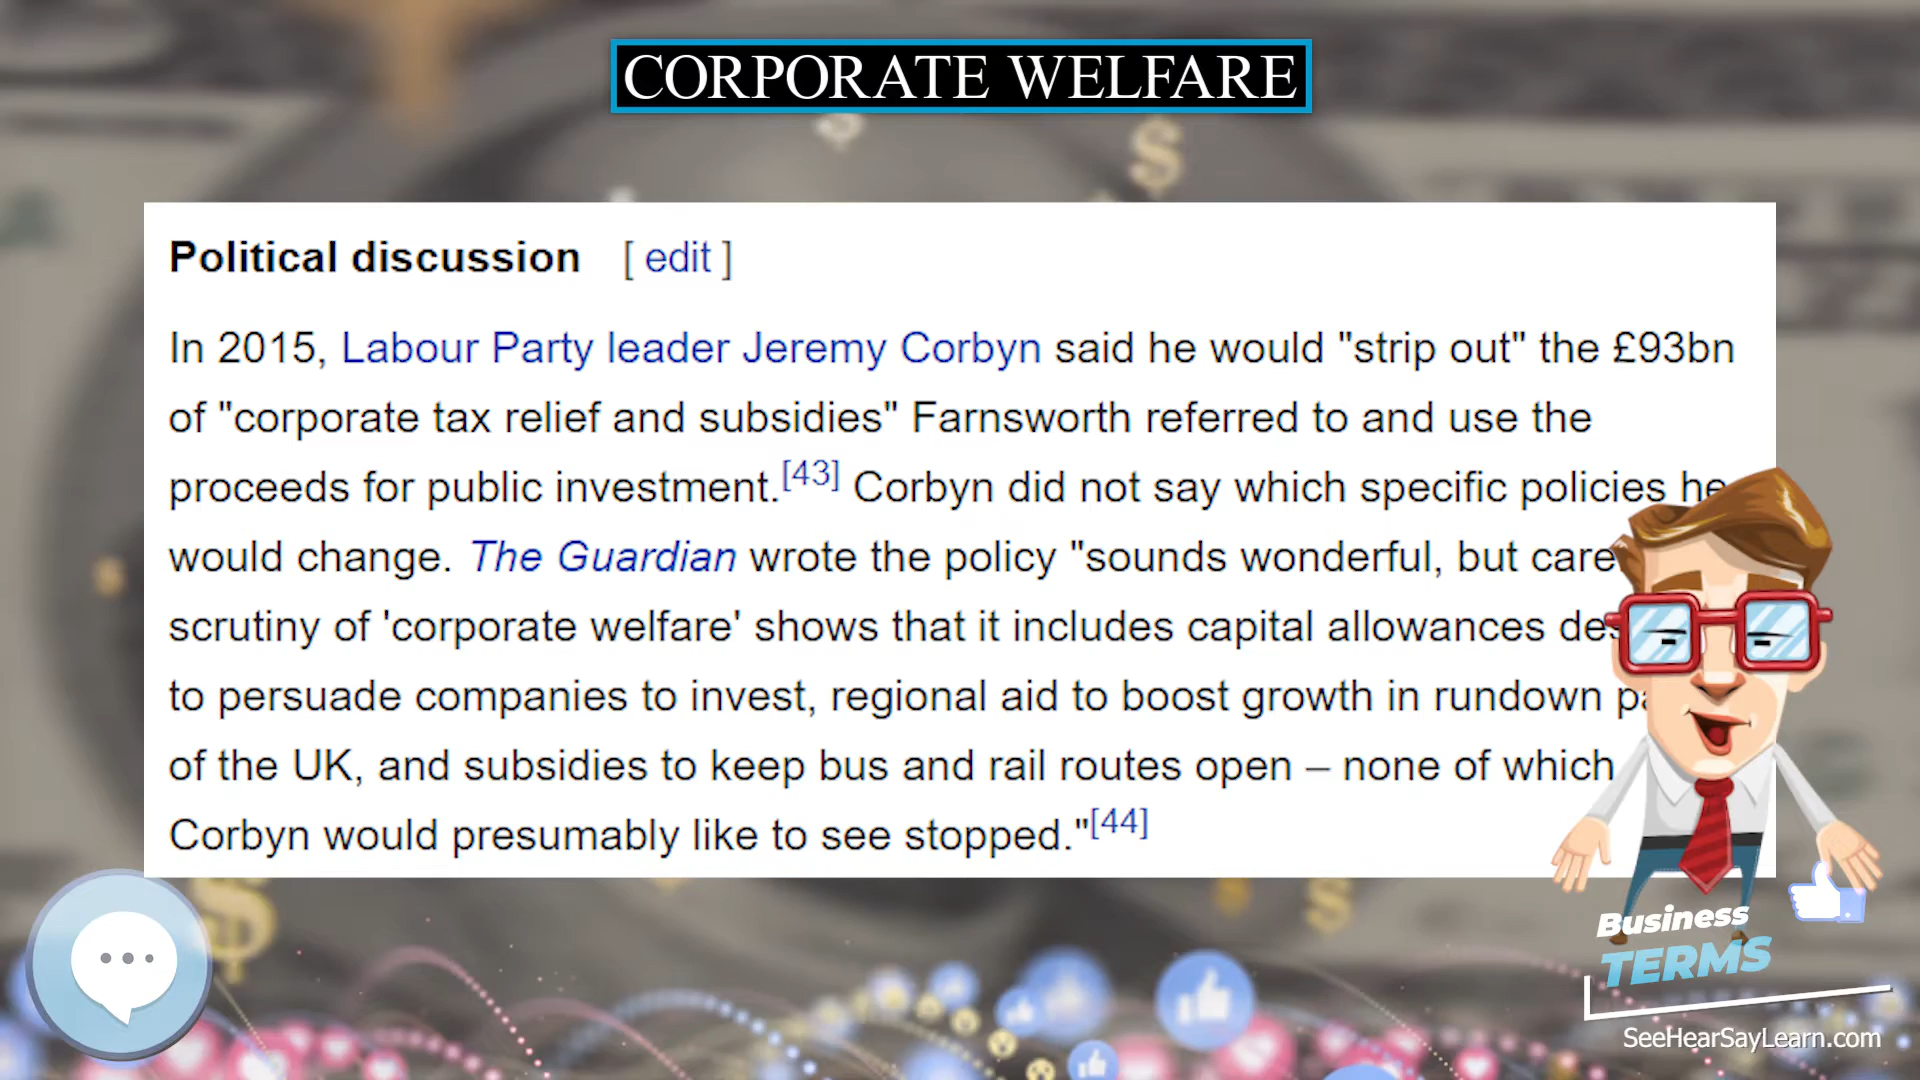 CORPORATE WELFARE
Political discussion [ edit ]
In 2015, Labour Party leader Jeremy Corbyn said he would "strip out" the £93bn
of "corporate tax relief and subsidies" Farnsworth referred to and use the
proceeds for public investment.[43] Corbyn did not say which specific policies he
would change. The Guardian wrote the policy "sounds wonderful, but
scrutiny of 'corporate welfare' shows that it includes capital allowances
to persuade companies to invest, regional aid to boost growth in rundown
of the UK, and subsidies to keep bus and rail routes open – none of which
Corbyn would presumably like to see stopped."[44]
Business
TERMS
SeeHearSayLearn.com